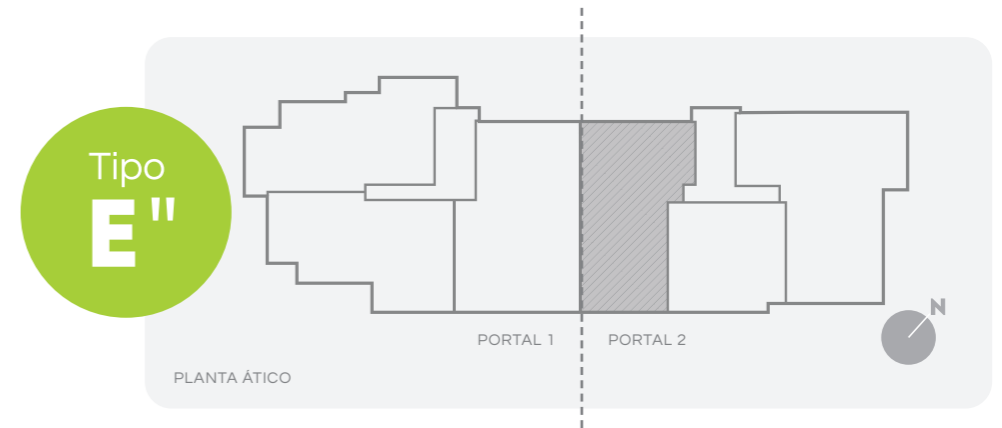 Tipo
E"
N
PORTAL 1
PORTAL 2
PLANTA ÁTICO